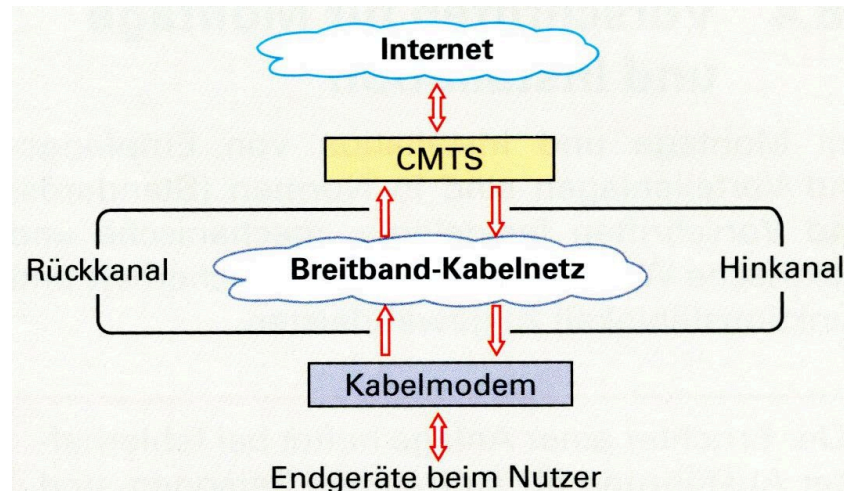 Internet
CMTS
Rückkanal
Breitband-Kabelnetz
Hinkanal
Kabelmodem
Endgeräte beim Nutzer